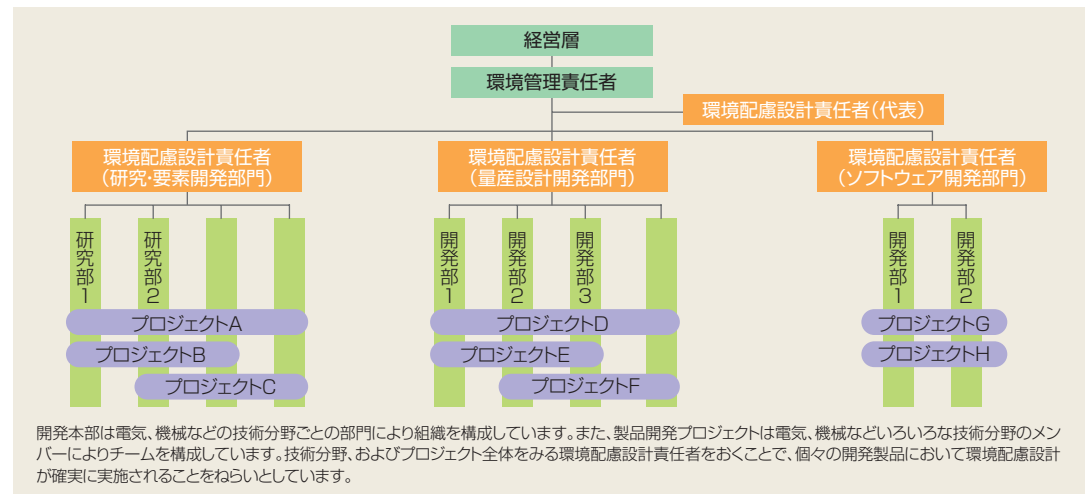 経営層
環境管理責任者
環境配慮設計責任者(代表)
環境配慮設計責任者
(研究・要素開発部門)
環境配慮設計責任者
(量産設計開発部門)
環境配慮設計責任者
(ソフトウェア開発部門)
研究部1
研究部2
開発部1
開発部2
開発部3
開発部1
開発部2
プロジェクトA
プロジェクトB
プロジェクトC
プロジェクトD
プロジェクトE
プロジェクトF
プロジェクトG
プロジェクトH
開発本部は電気、機械などの技術分野ごとの部門により組織を構成しています。また、製品開発プロジェクトは電気、機械などいろいろな技術分野のメン
バーによりチームを構成しています。技術分野、およびプロジェクト全体をみる環境配慮設計責任者をおくことで、個々の開発製品において環境配慮設計
が確実に実施されることをねらいとしています。